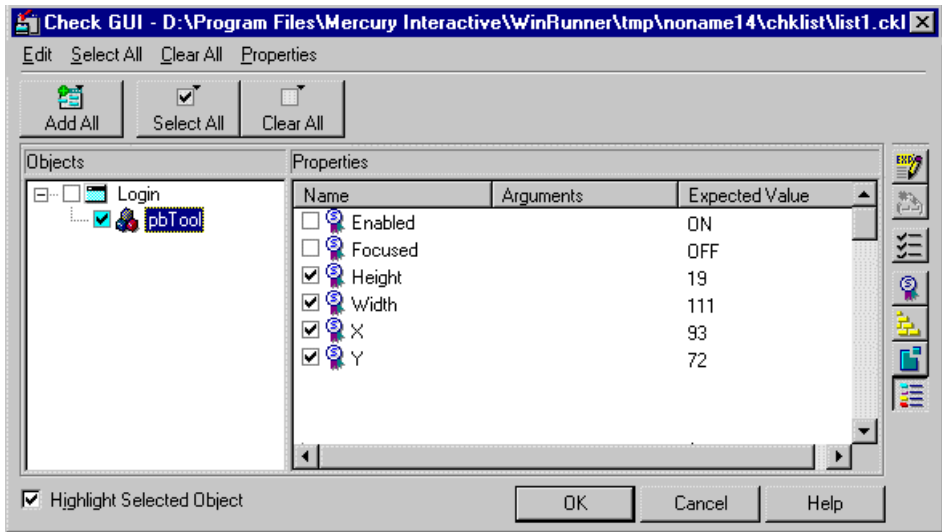 Check GUI - D:\Program Files\Mercury Interactive\WinRunner\tmp\noname14\chklist\list1.ckl
Edit Select All Clear All Properties
Add All Select All Clear All
Objects Properties
Login
pbTool
Name Arguments Expected Value
Enabled ON
Focused OFF
Height 19
Width 111
X 93
Y 72
Highlight Selected Object
OK Cancel Help